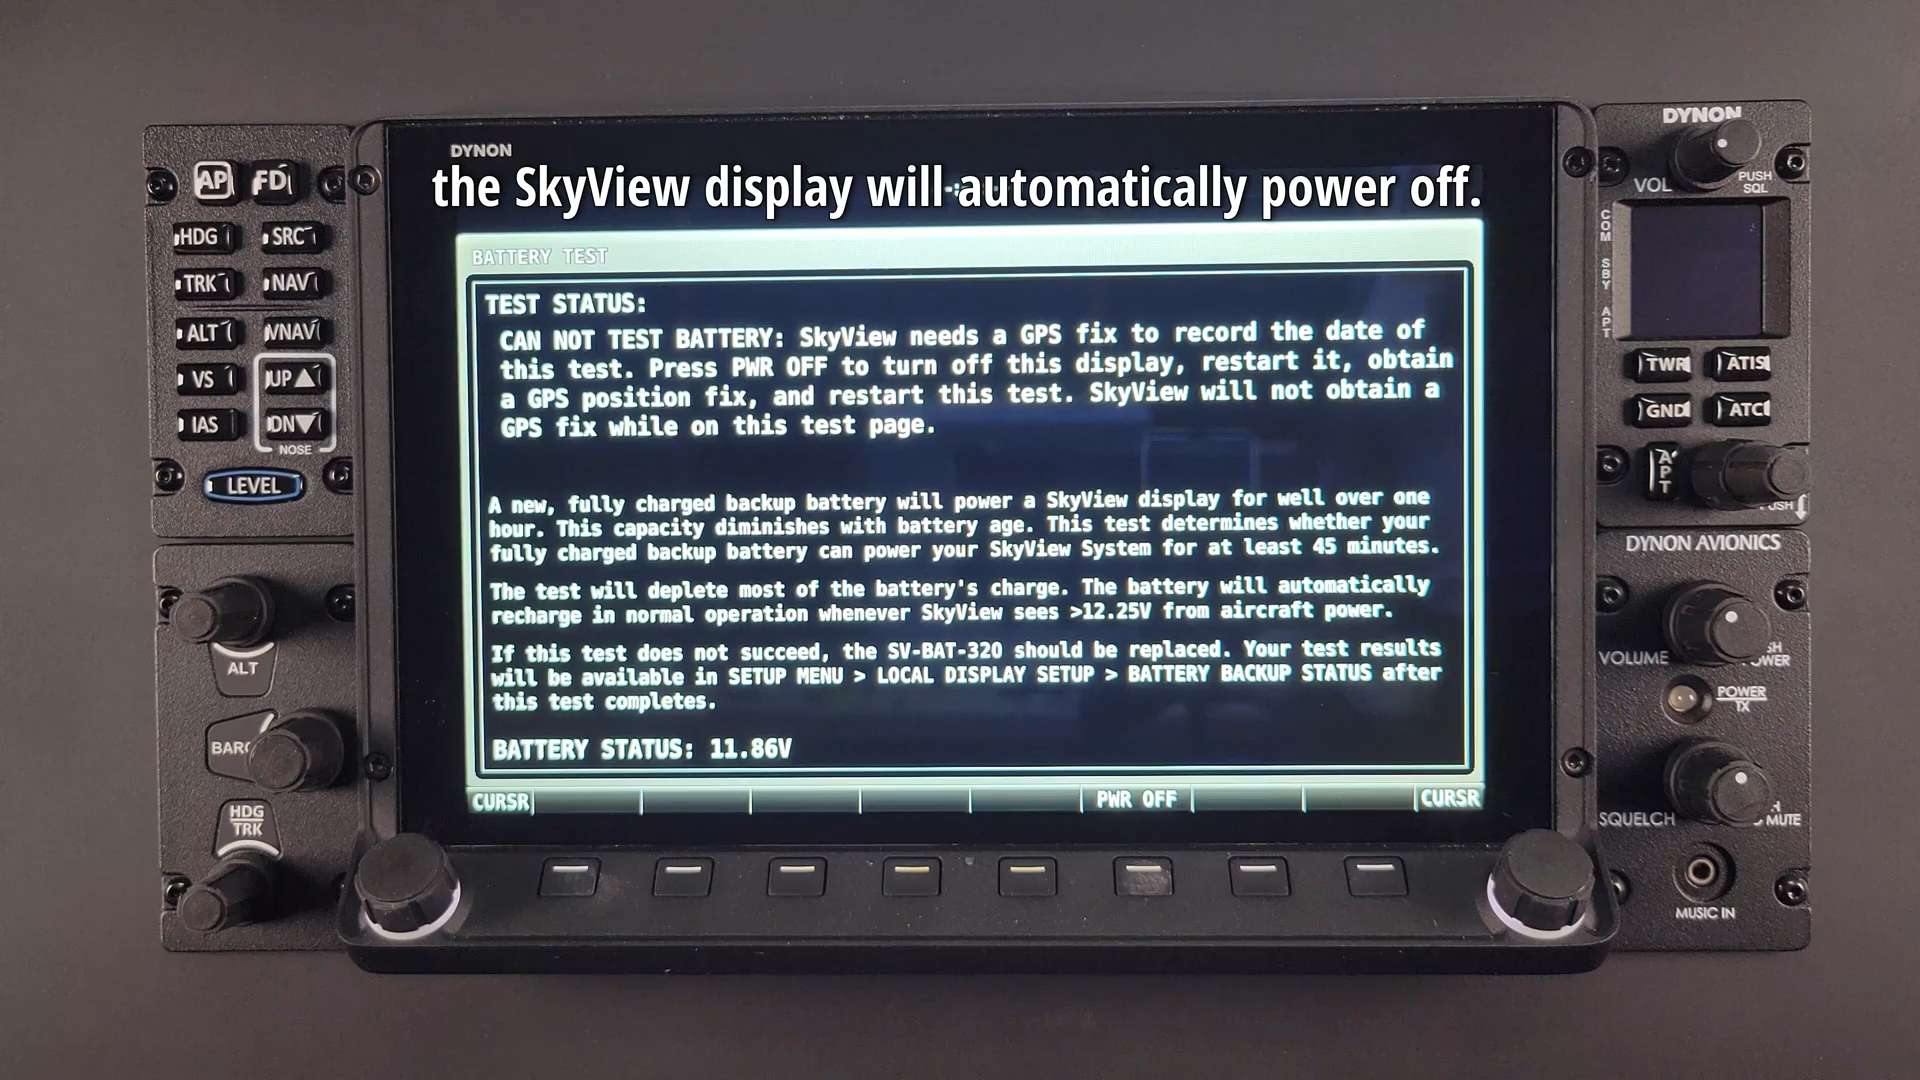 DYNON
the SkyView display will automatically power off.
BATTERY TEST
TEST STATUS:
CAN NOT TEST BATTERY: SkyView needs a GPS fix to record the date of
this test. Press PWR OFF to turn off this display, restart it, obtain
a GPS position fix, and restart this test. SkyView will not obtain a
GPS fix while on this test page.
A new, fully charged backup battery will power a SkyView display for well over one
hour. This capacity diminishes with battery age. This test determines whether your
fully charged backup battery can power your SkyView System for at least 45 minutes.
The test will deplete most of the battery's charge. The battery will automatically
recharge in normal operation whenever SkyView sees >12.25V from aircraft power.
If this test does not succeed, the SV-BAT-320 should be replaced. Your test results
will be available in SETUP MENU > LOCAL DISPLAY SETUP > BATTERY BACKUP STATUS after
this test completes.
BATTERY STATUS: 11.86V
CURSR PWR OFF CURSR
AP FD
HDG SRC
TRK NAV
ALT VNAV
VS UP▲
IAS DN▼
NOSE
LEVEL
ALT
HDG
TRK
DYNON
VOL PUSH
SQL
COM
SBY
APT
TWR ATIS
GND ATC
APT
DYNON AVIONICS
VOLUME
POWER
TX
SQUELCH MUTE
MUSIC IN